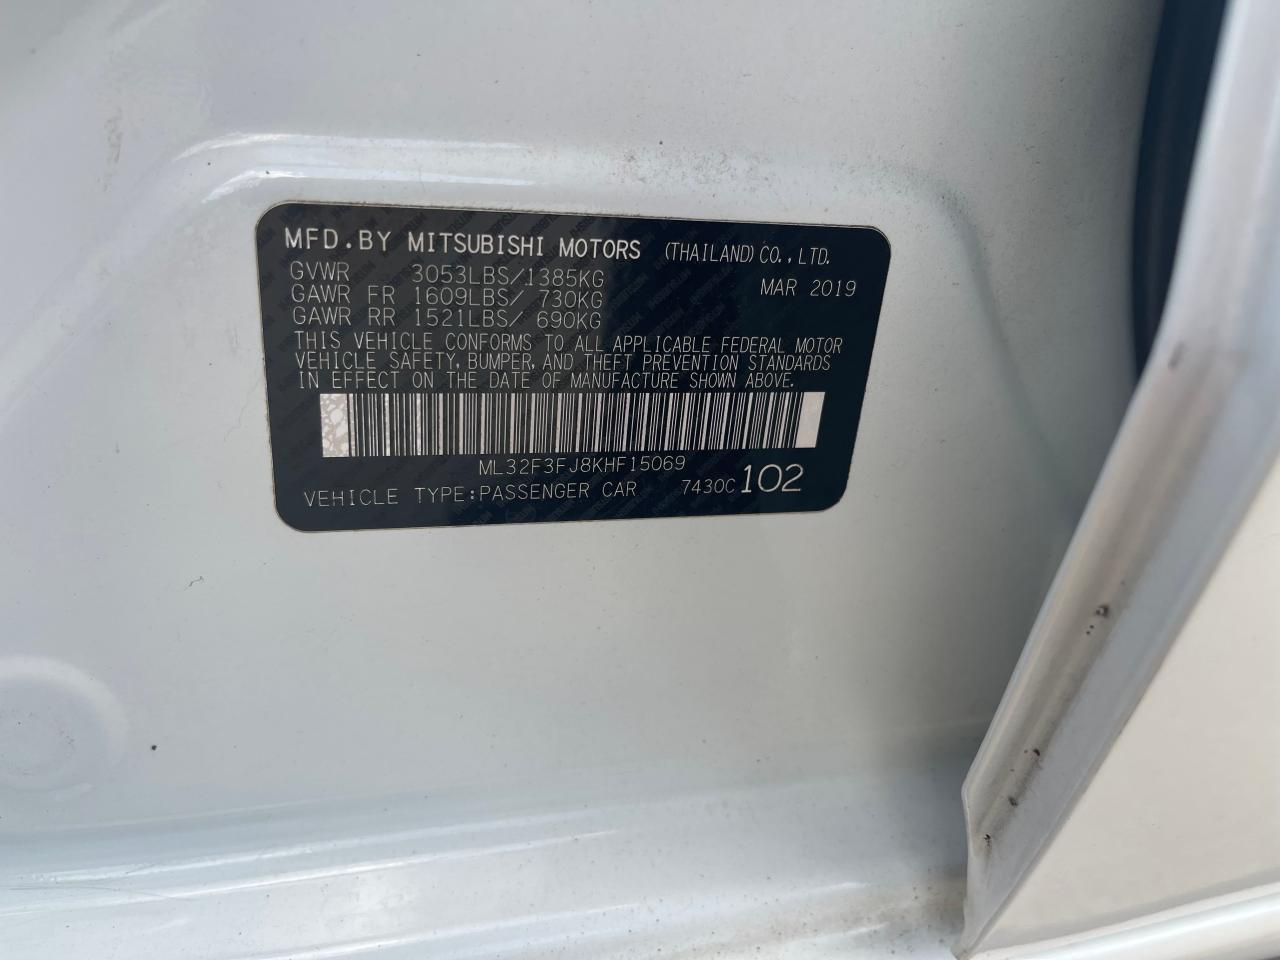 MFD.BY MITSUBISHI MOTORS (THAILAND) CO.,LTD.
GVWR 3053LBS/1385KG MAR 2019
GAWR FR 1609LBS/ 730KG
GAWR RR 1521LBS/ 690KG
THIS VEHICLE CONFORMS TO ALL APPLICABLE FEDERAL MOTOR
VEHICLE SAFETY, BUMPER, AND THEFT PREVENTION STANDARDS
IN EFFECT ON THE DATE OF MANUFACTURE SHOWN ABOVE.
ML32F3FJ8KHF15069
VEHICLE TYPE:PASSENGER CAR 7430C 102